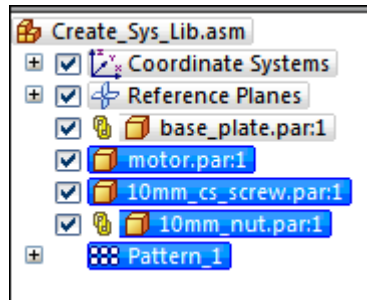 Create_Sys_Lib.asm
Coordinate Systems
Reference Planes
base_plate.par:1
motor.par:1
10mm_cs_screw.par:1
10mm_nut.par:1
Pattern_1